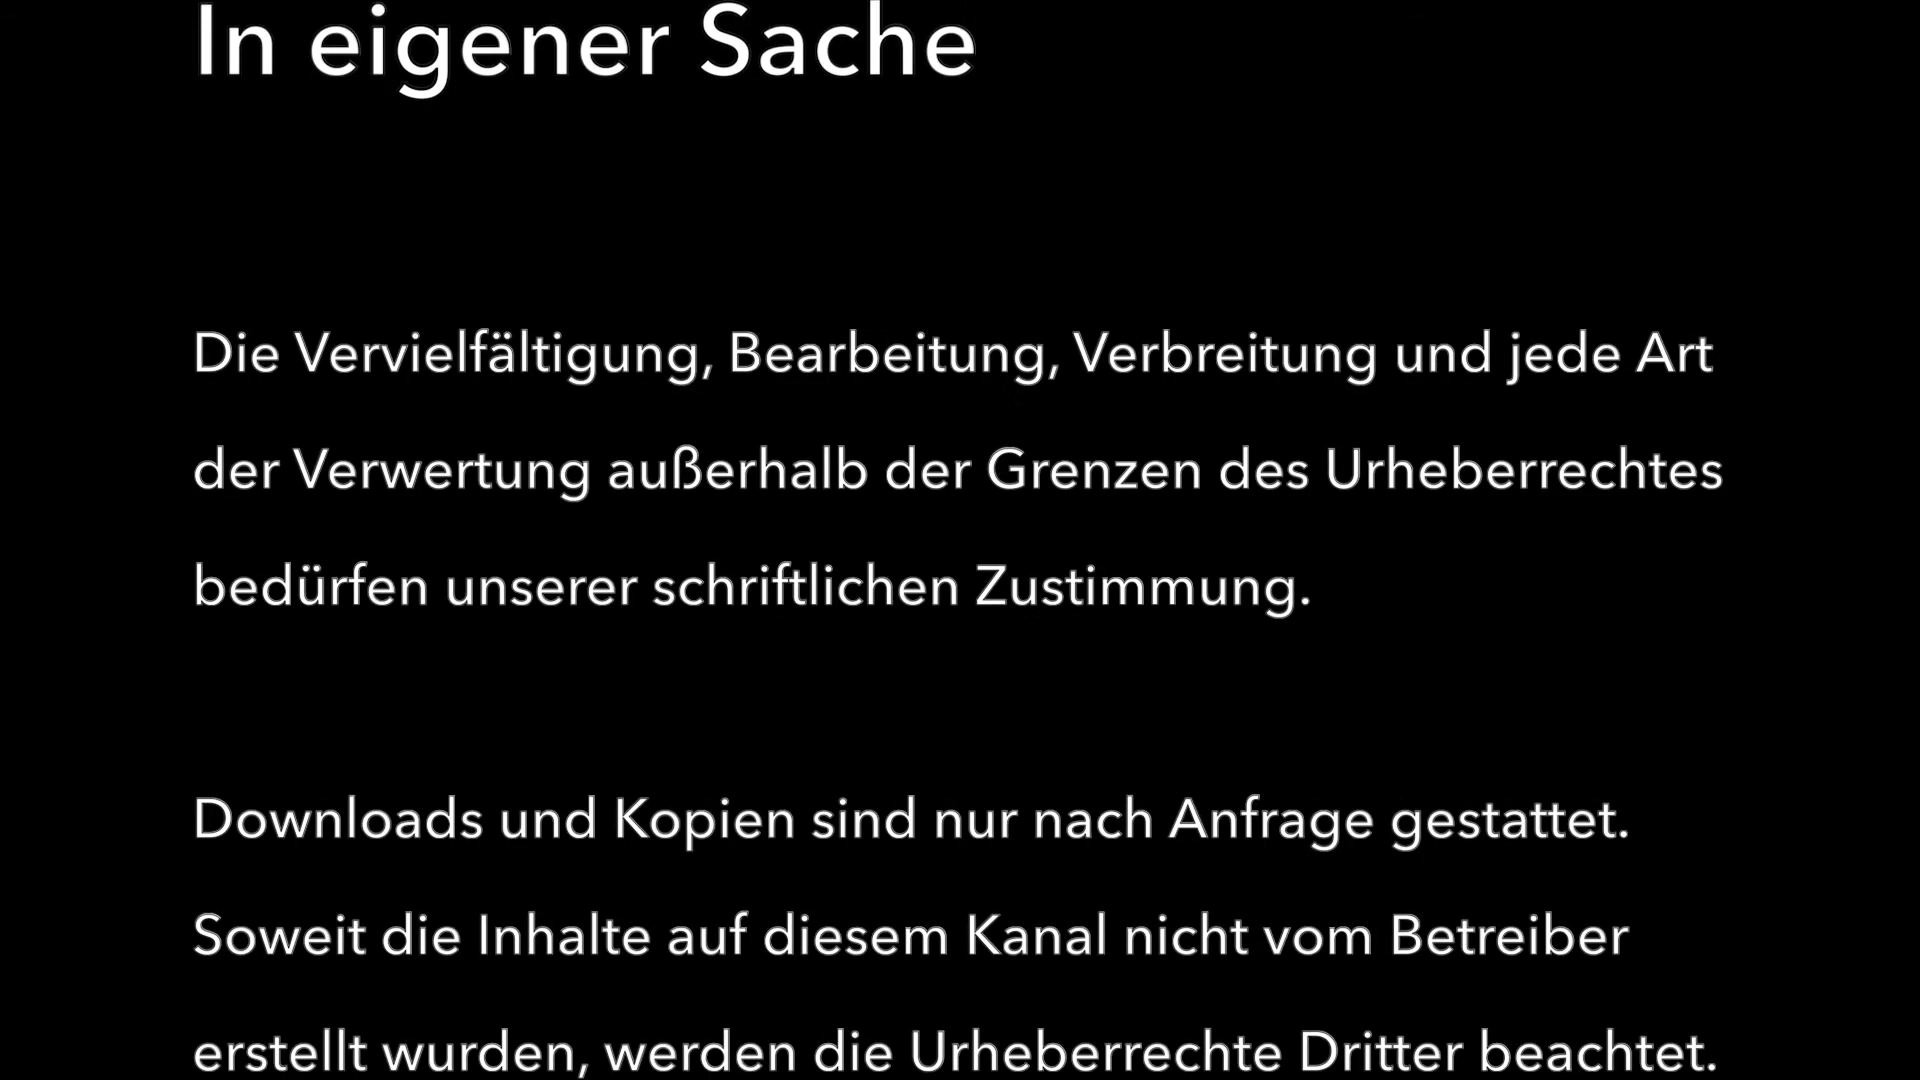 In eigener Sache
Die Vervielfältigung, Bearbeitung, Verbreitung und jede Art
der Verwertung außerhalb der Grenzen des Urheberrechtes
bedürfen unserer schriftlichen Zustimmung.
Downloads und Kopien sind nur nach Anfrage gestattet.
Soweit die Inhalte auf diesem Kanal nicht vom Betreiber
erstellt wurden, werden die Urheberrechte Dritter beachtet.